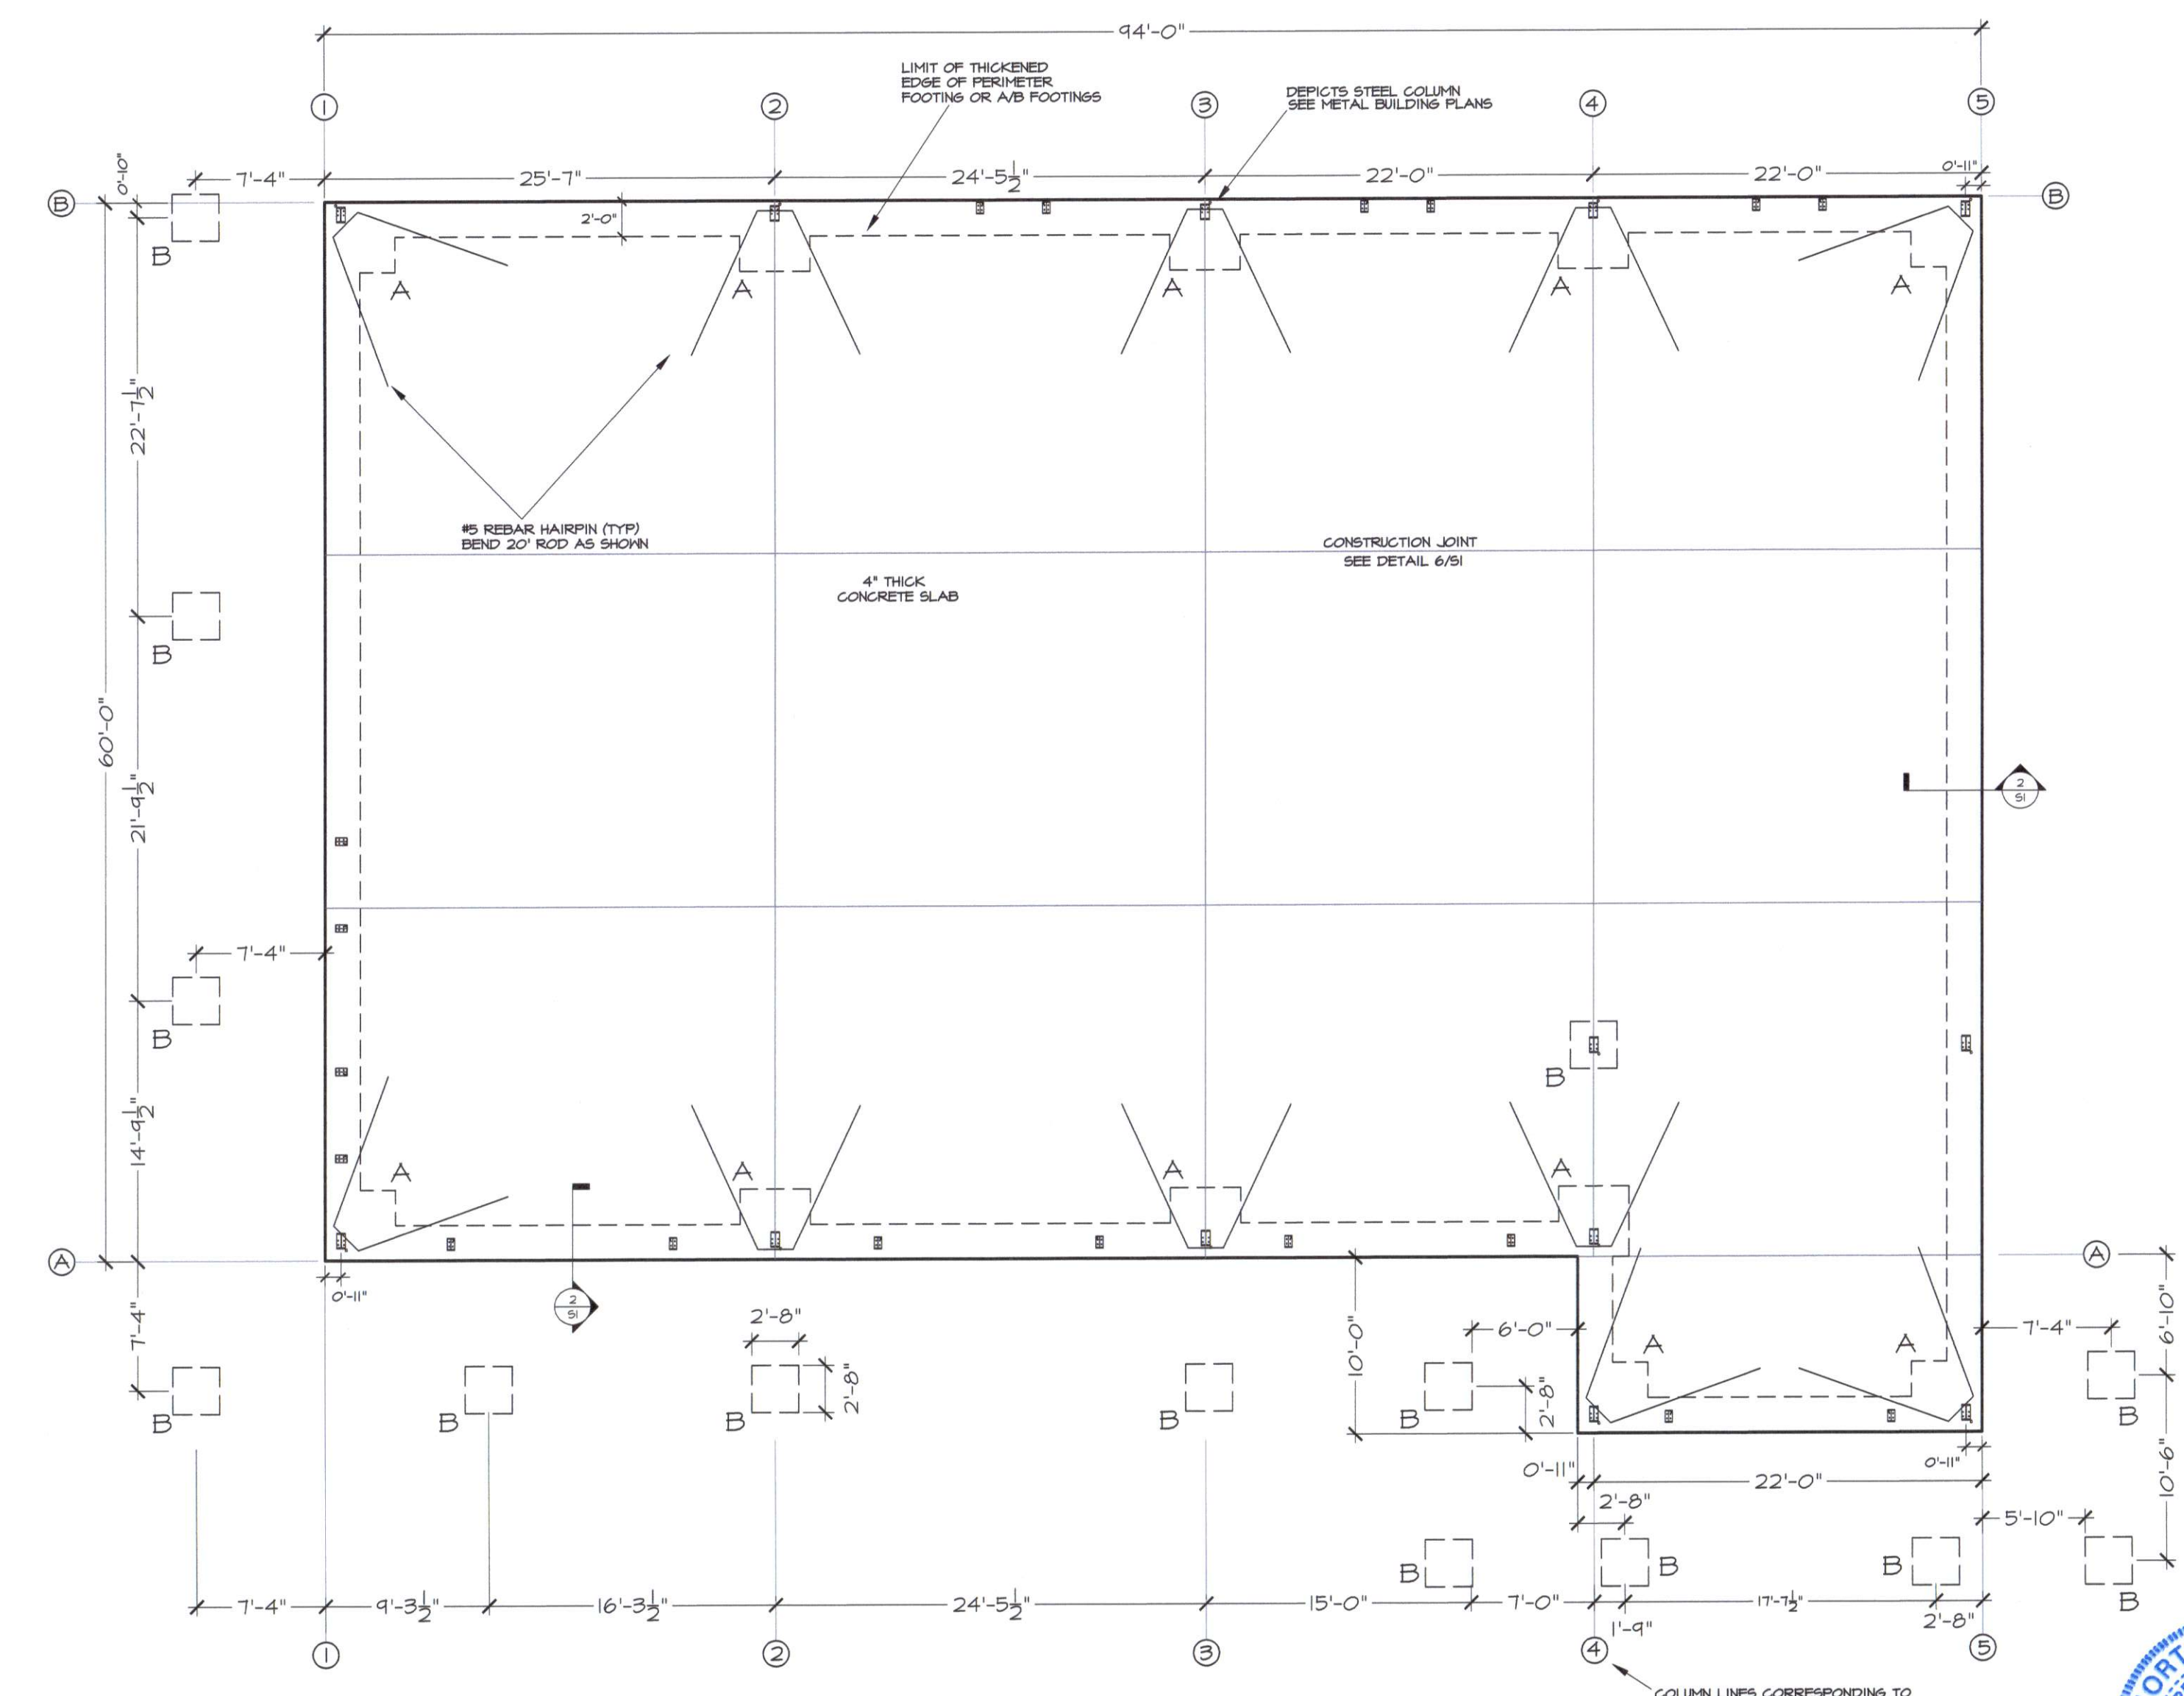 94'-0"
LIMIT OF THICKENED
EDGE OF PERIMETER
FOOTING OR A/B FOOTINGS
DEPICTS STEEL COLUMN
SEE METAL BUILDING PLANS
1
2
3
4
5
0'-10"
7'-4"
25'-7"
24'-5 1/2"
22'-0"
22'-0"
0'-11"
B
B
2'-0"
B
A
A
A
A
A
22'-7 1/2"
#5 REBAR HAIRPIN (TYP)
BEND 20' ROD AS SHOWN
CONSTRUCTION JOINT
SEE DETAIL 6/S1
4" THICK
CONCRETE SLAB
B
60'-0"
21'-9 1/2"
2
S1
7'-4"
B
B
14'-9 1/2"
A
A
A
A
A
A
0'-11"
2
S1
7'-4"
2'-8"
2'-8"
10'-0"
6'-0"
2'-8"
A
A
7'-4"
6'-10"
B
B
B
B
B
B
0'-11"
22'-0"
0'-11"
10'-6"
2'-8"
5'-10"
B
B
B
B
7'-4"
9'-3 1/2"
16'-3 1/2"
24'-5 1/2"
15'-0"
7'-0"
1'-9"
17'-7 1/2"
2'-8"
1
2
3
4
5
COLUMN LINES CORRESPONDING TO
ORT